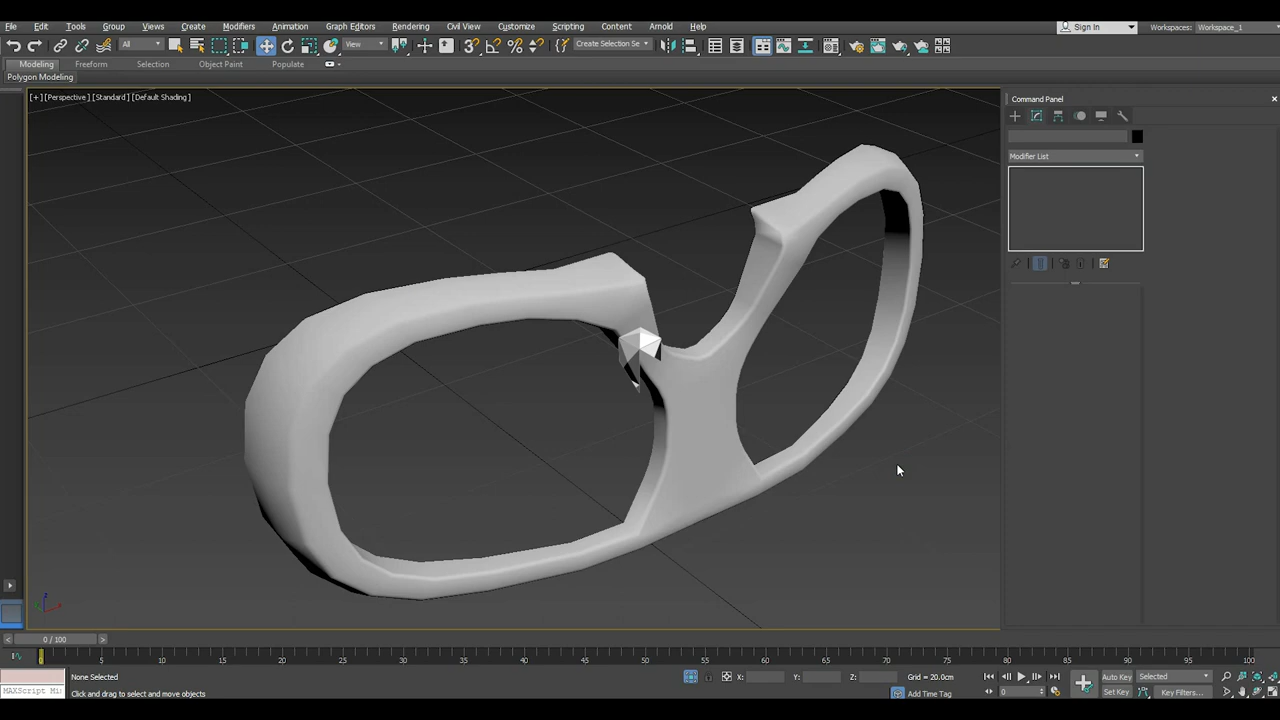 File Edit Tools Group Views Create Modifiers Animation Graph Editors Rendering Civil View Customize Scripting Content Arnold Help Sign In Workspaces: Workspace_1
All View Create Selection Se
Modeling Freeform Selection Object Paint Populate
Polygon Modeling
[+] [Perspective] [Standard] [Default Shading]
Command Panel
Modifier List
z
0 / 100
0 5 10 15 20 25 30 35 40 45 50 55 60 65 70 75 80 85 90 95 100
None Selected X: Y: Z: Grid = 20.0cm Auto Key Selected
MAXScript Mi Click and drag to select and move objects Add Time Tag 0 Set Key Key Filters...